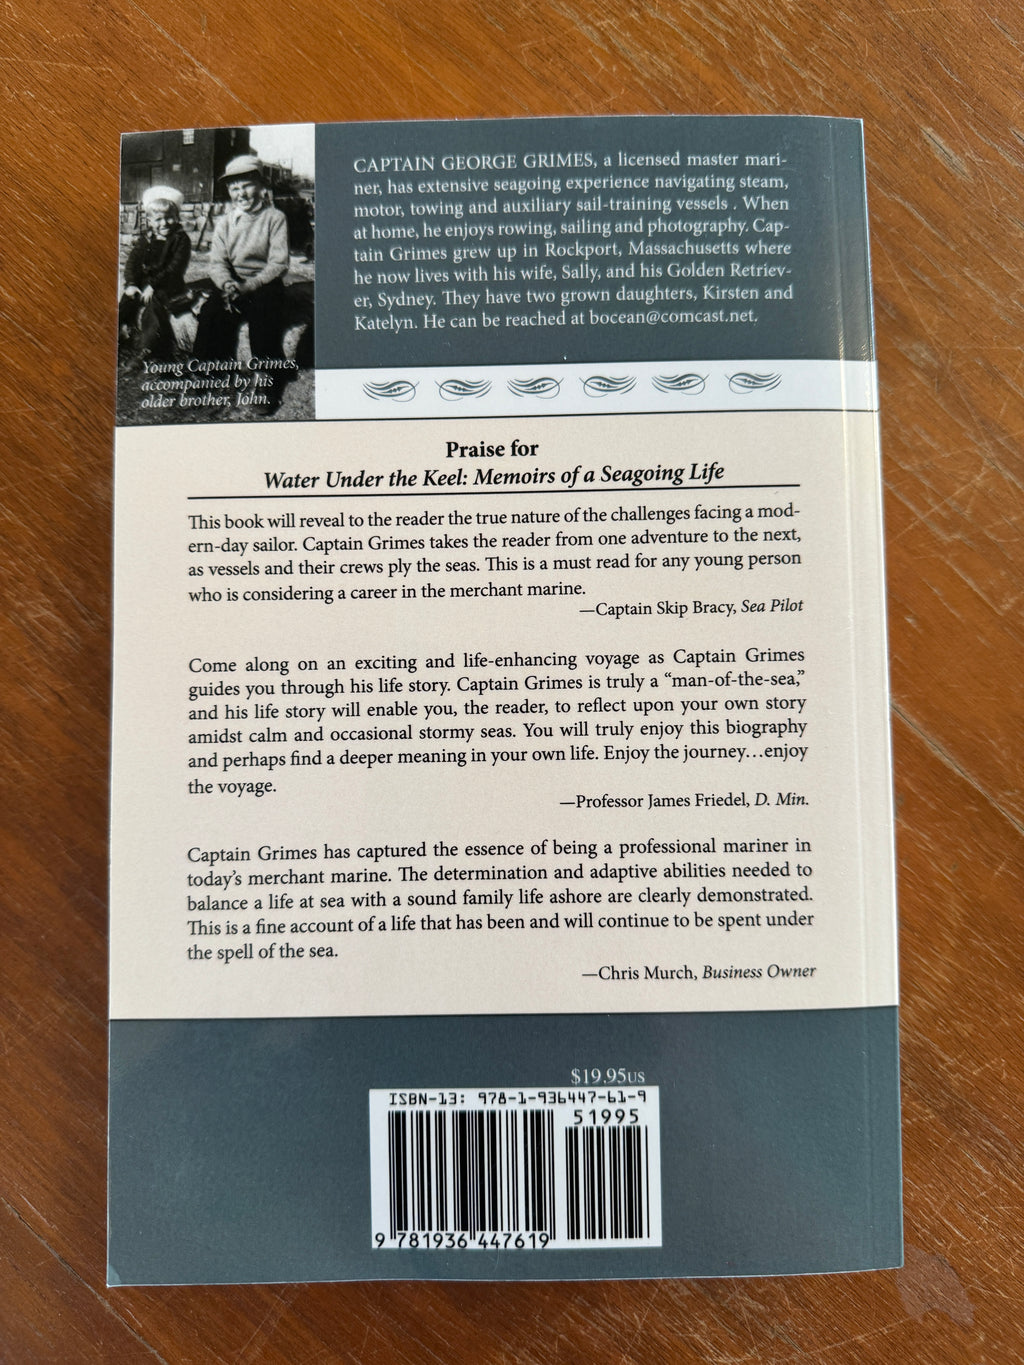 CAPTAIN GEORGE GRIMES, a licensed master mari-
ner, has extensive seagoing experience navigating steam,
motor, towing and auxiliary sail-training vessels . When
at home, he enjoys rowing, sailing and photography. Cap-
tain Grimes grew up in Rockport, Massachusetts where
he now lives with his wife, Sally, and his Golden Retriev-
er, Sydney. They have two grown daughters, Kirsten and
Katelyn. He can be reached at bocean@comcast.net.
Young Captain Grimes,
accompanied by his
older brother, John.
Praise for
Water Under the Keel: Memoirs of a Seagoing Life
This book will reveal to the reader the true nature of the challenges facing a mod-
ern-day sailor. Captain Grimes takes the reader from one adventure to the next,
as vessels and their crews ply the seas. This is a must read for any young person
who is considering a career in the merchant marine.
—Captain Skip Bracy, Sea Pilot
Come along on an exciting and life-enhancing voyage as Captain Grimes
guides you through his life story. Captain Grimes is truly a “man-of-the-sea,”
and his life story will enable you, the reader, to reflect upon your own story
amidst calm and occasional stormy seas. You will truly enjoy this biography
and perhaps find a deeper meaning in your own life. Enjoy the journey…enjoy
the voyage.
—Professor James Friedel, D. Min.
Captain Grimes has captured the essence of being a professional mariner in
today’s merchant marine. The determination and adaptive abilities needed to
balance a life at sea with a sound family life ashore are clearly demonstrated.
This is a fine account of a life that has been and will continue to be spent under
the spell of the sea.
—Chris Murch, Business Owner
$19.95US
ISBN-13: 978-1-936447-61-9
51995
9 781936 447619